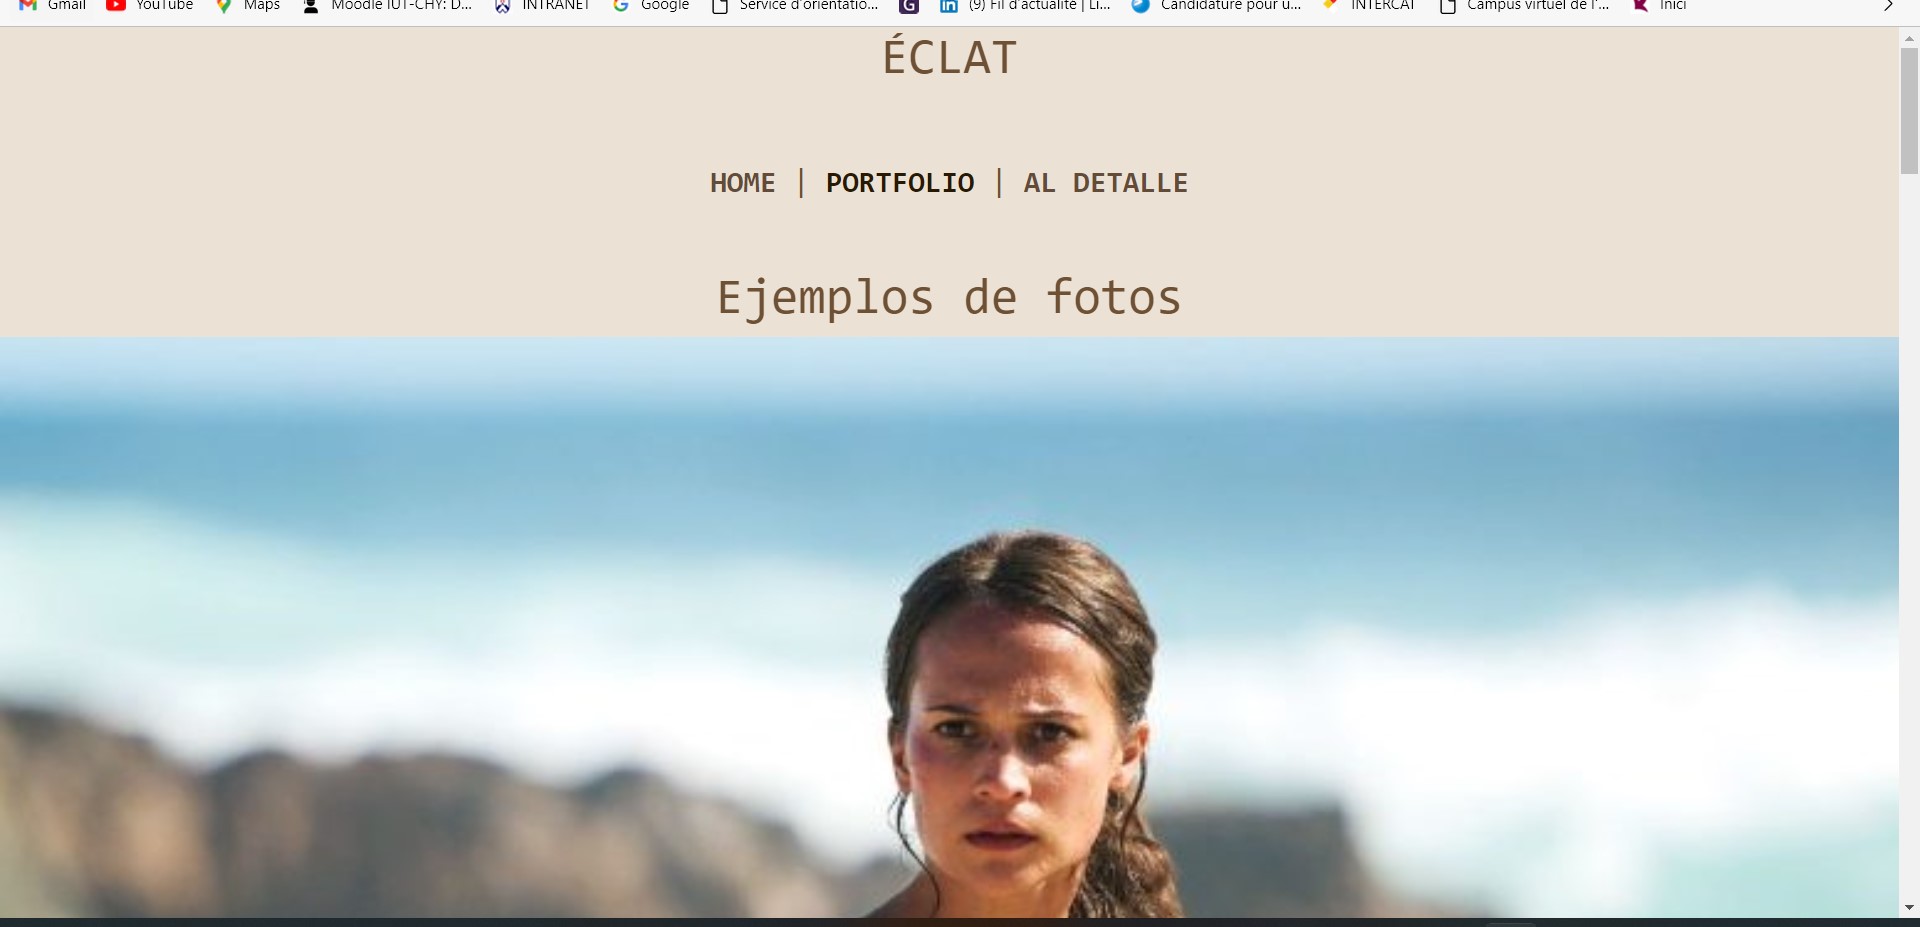 Gmail YouTube Maps Moodle IUT-CHY: D... INTRANET Google Service d'orientatio... G in (9) Fil d'actualité | Li... Candidature pour u... INTERCAT Campus virtuel de l'... Inici
ÉCLAT
HOME | PORTFOLIO | AL DETALLE
Ejemplos de fotos